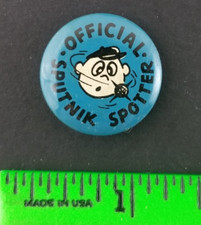 • OFFICIAL •
SPUTNIK SPOTTER
MADE IN USA
1